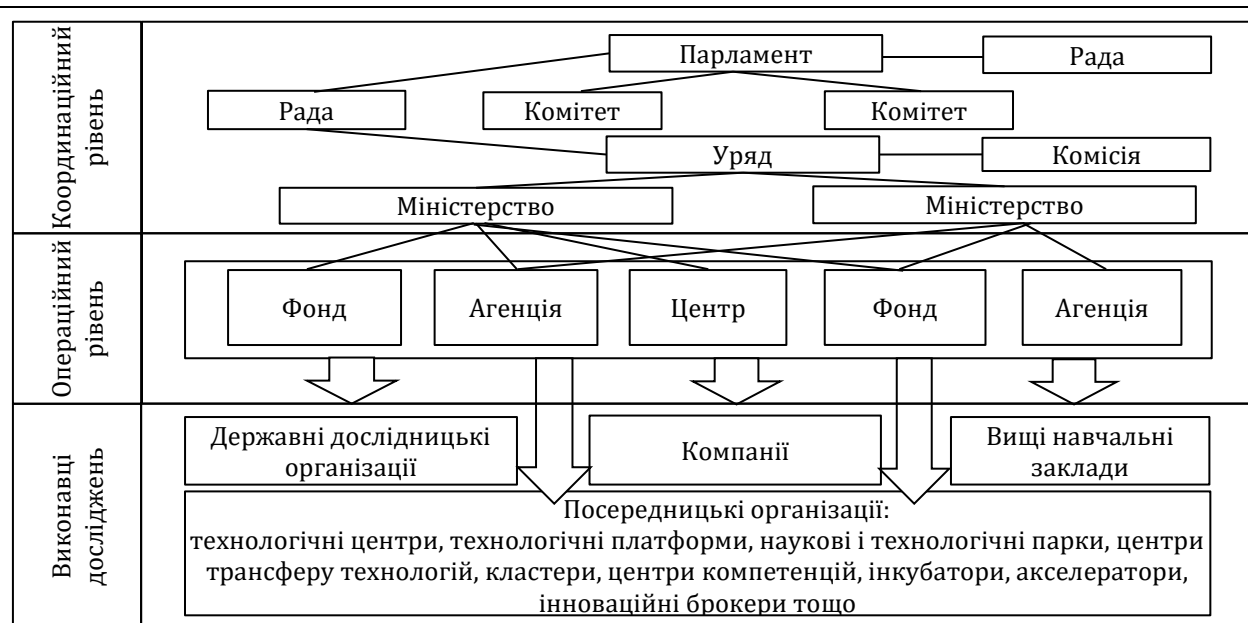 Координаційний
рівень
Парламент
Рада
Рада
Комітет
Комітет
Уряд
Комісія
Міністерство
Міністерство
Операційний
рівень
Фонд
Агенція
Центр
Фонд
Агенція
Виконавці
досліджень
Державні дослідницькі
організації
Компанії
Вищі навчальні
заклади
Посередницькі організації:
технологічні центри, технологічні платформи, наукові і технологічні парки, центри
трансферу технологій, кластери, центри компетенцій, інкубатори, акселератори,
інноваційні брокери тощо